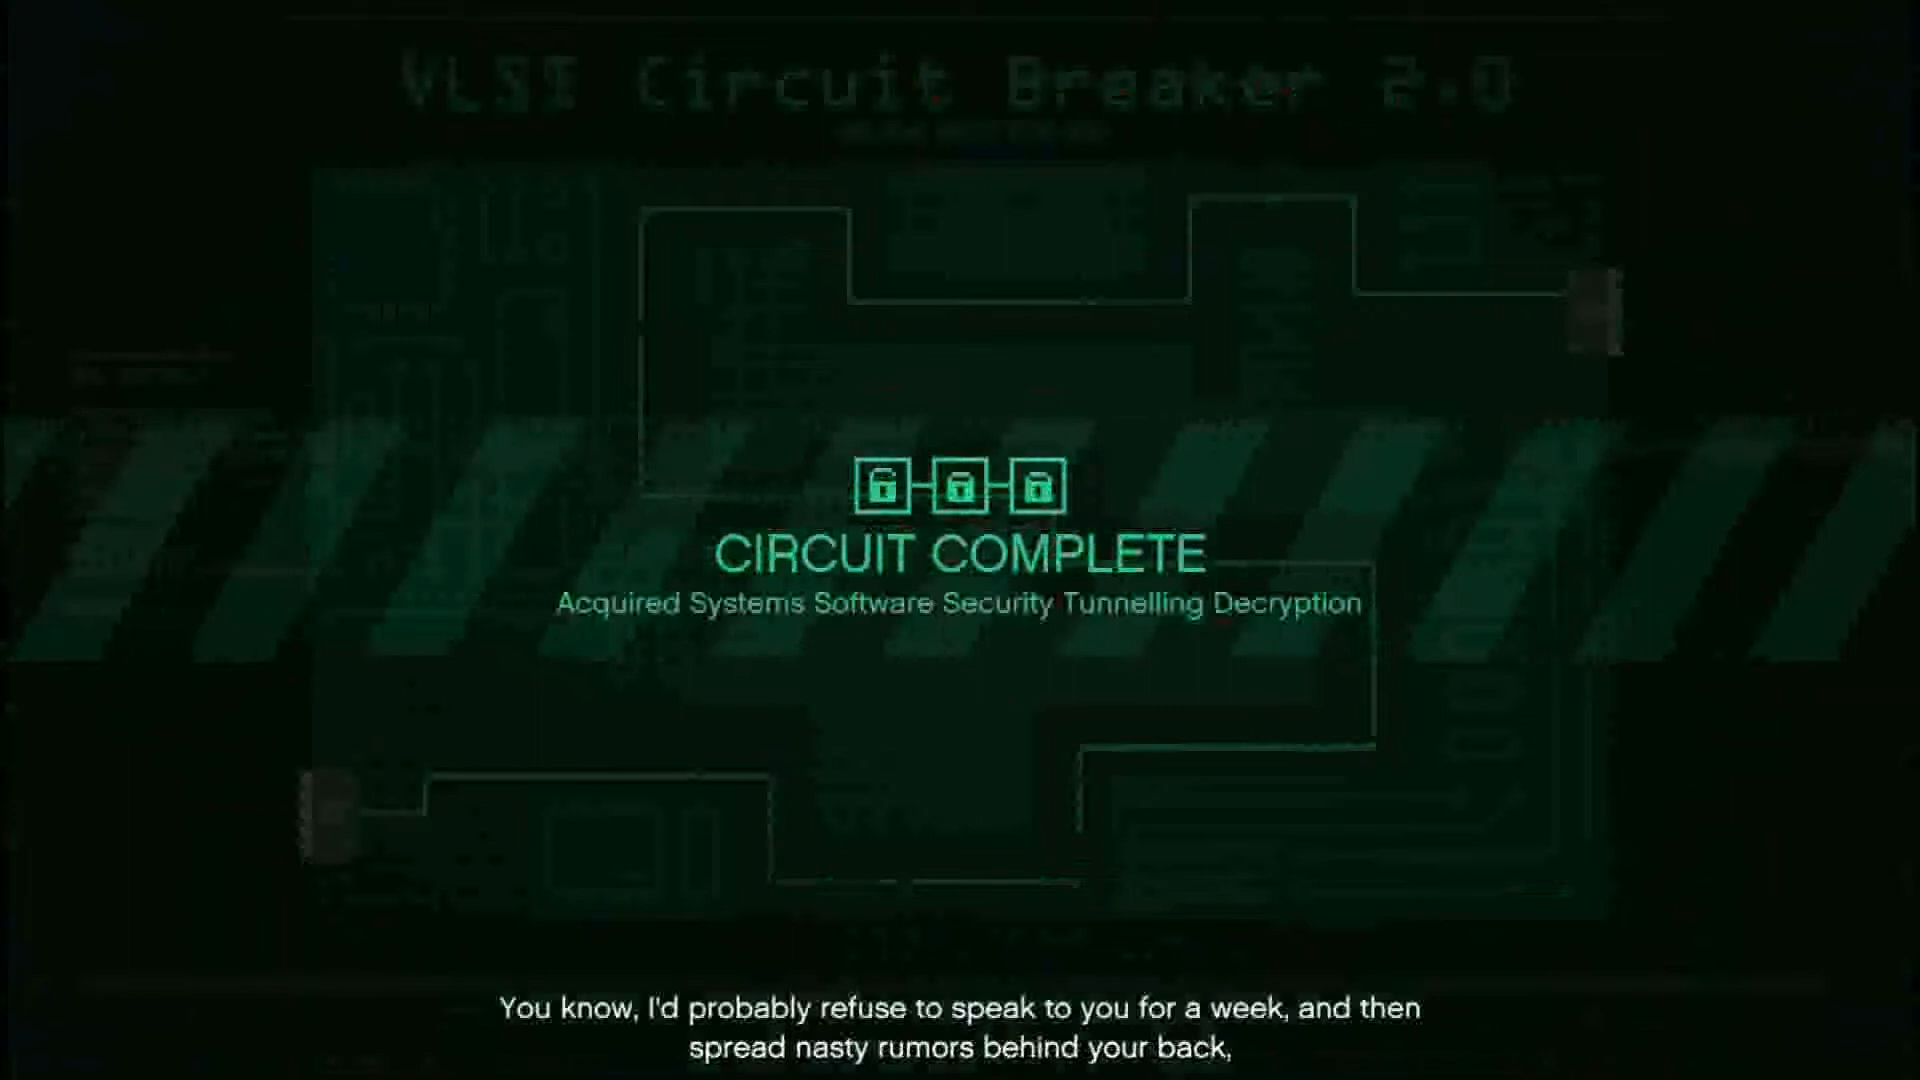 VLSI Circuit Breaker 2.0
CIRCUIT COMPLETE
Acquired Systems Software Security Tunnelling Decryption
You know, I'd probably refuse to speak to you for a week, and then
spread nasty rumors behind your back,